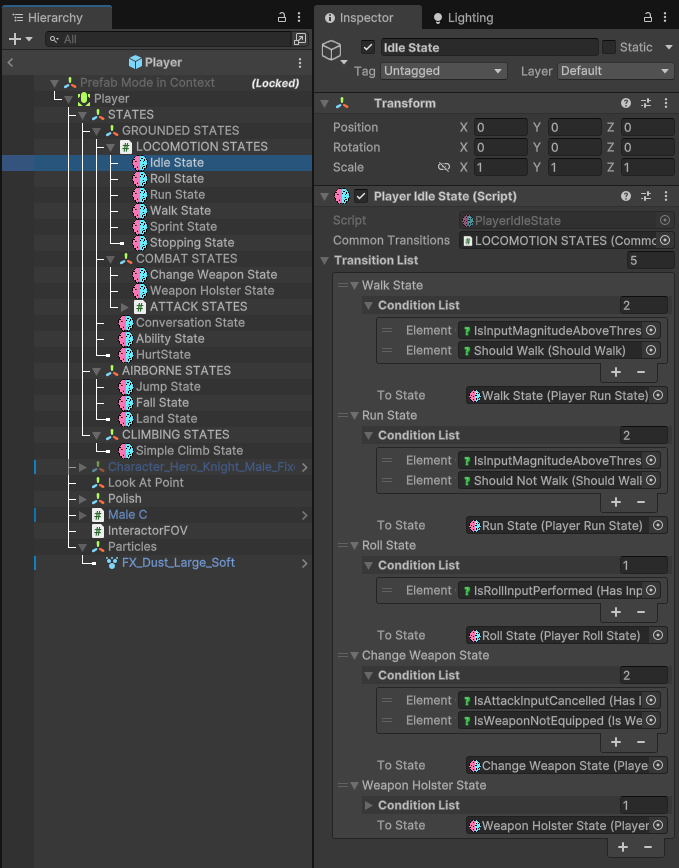 Hierarchy
All
Player
Prefab Mode in Context (Locked)
Player
STATES
GROUNDED STATES
LOCOMOTION STATES
Idle State
Roll State
Run State
Walk State
Sprint State
Stopping State
COMBAT STATES
Change Weapon State
Weapon Holster State
ATTACK STATES
Conversation State
Ability State
HurtState
AIRBORNE STATES
Jump State
Fall State
Land State
CLIMBING STATES
Simple Climb State
Character_Hero_Knight_Male_Fixe
Look At Point
Polish
Male C
InteractorFOV
Particles
FX_Dust_Large_Soft
Inspector Lighting
Idle State Static
Tag Untagged Layer Default
Transform
Position X 0 Y 0 Z 0
Rotation X 0 Y 0 Z 0
Scale X 1 Y 1 Z 1
Player Idle State (Script)
Script PlayerIdleState
Common Transitions LOCOMOTION STATES (Commo
Transition List 5
Walk State
Condition List 2
Element IsInputMagnitudeAboveThres
Element Should Walk (Should Walk)
To State Walk State (Player Run State)
Run State
Condition List 2
Element IsInputMagnitudeAboveThres
Element Should Not Walk (Should Walk
To State Run State (Player Run State)
Roll State
Condition List 1
Element IsRollInputPerformed (Has Inp
To State Roll State (Player Roll State)
Change Weapon State
Condition List 2
Element IsAttackInputCancelled (Has I
Element IsWeaponNotEquipped (Is We
To State Change Weapon State (Playe
Weapon Holster State
Condition List 1
To State Weapon Holster State (Player